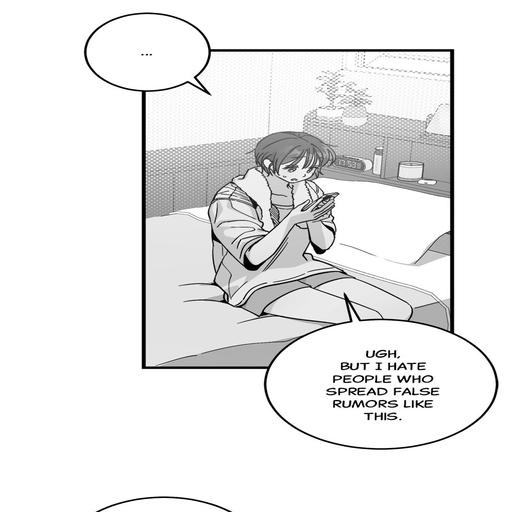 ...
UGH,
BUT I HATE
PEOPLE WHO
SPREAD FALSE
RUMORS LIKE
THIS.